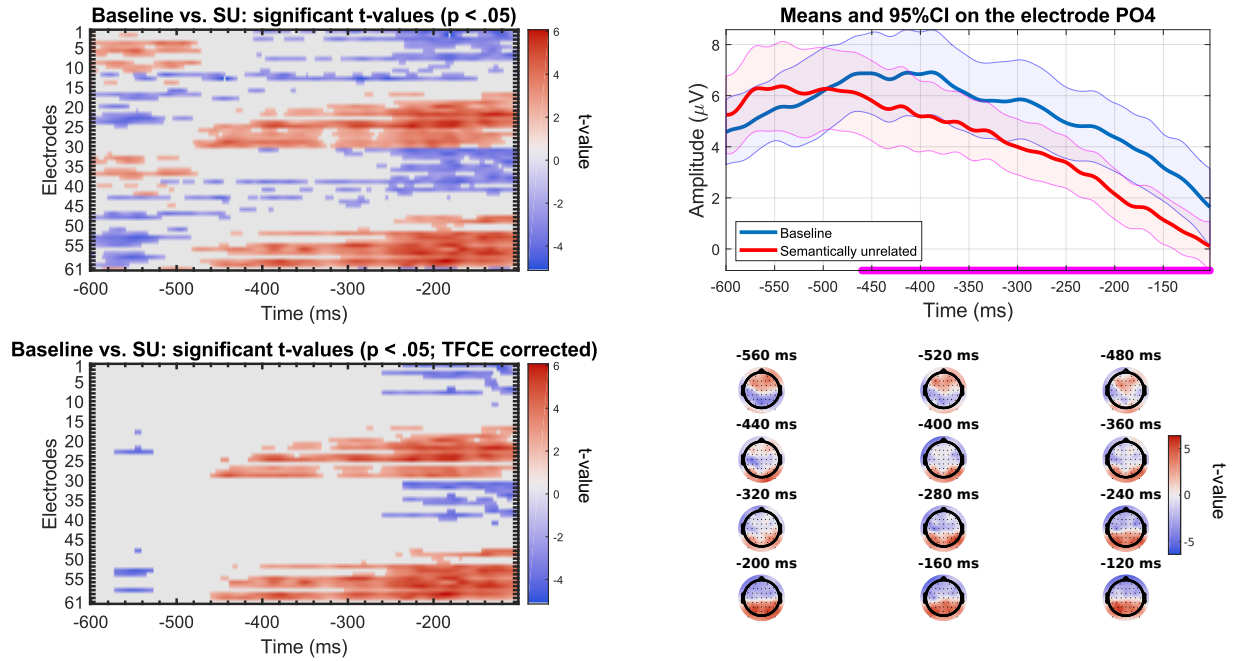 Baseline vs. SU: significant t-values (p < .05)
1
5
10
15
20
25
30
35
40
45
55
61
Electrodes
-600
-500
-400
-300
-200
Time (ms)
6
4
2
0
-2
-4
t-value
Means and 95%CI on the electrode PO4
8
6
4
2
0
Amplitude (μV)
Baseline
Semantically unrelated
-600
-550
-500
-450
-400
-350
-300
-250
-200
-150
Time (ms)
Baseline vs. SU: significant t-values (p < .05; TFCE corrected)
1
5
10
15
20
25
30
35
40
45
55
61
Electrodes
-600
-500
-400
-300
-200
Time (ms)
6
4
2
0
-2
-4
t-value
-560 ms
-520 ms
-480 ms
-440 ms
-400 ms
-360 ms
-320 ms
-280 ms
-240 ms
-200 ms
-160 ms
-120 ms
5
0
-5
t-value